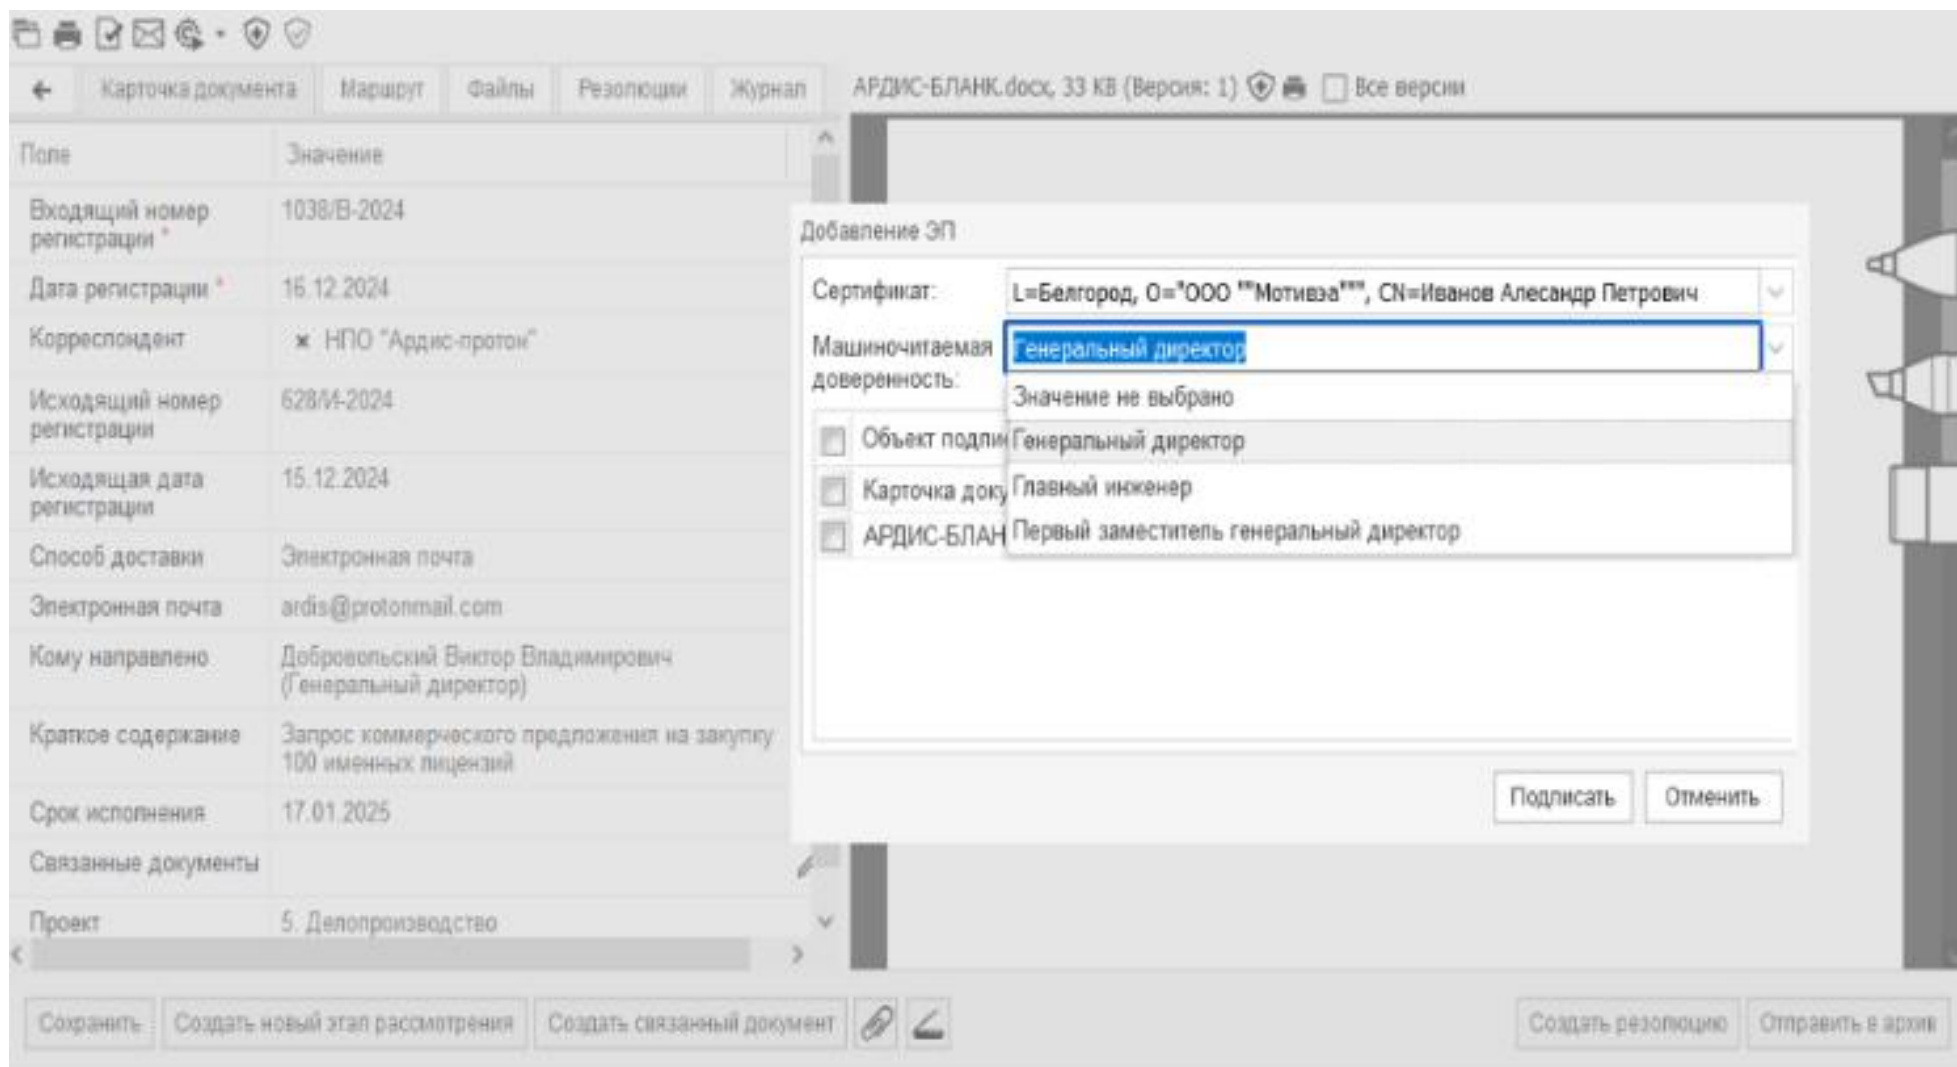 Карточка документа
Маршрут
Файлы
Резолюции
Журнал
АРДИС-БЛАНК.docx, 33 KB (Версия: 1)
Все версии
Поле
Значение
Входящий номер
регистрации *
1038/В-2024
Дата регистрации *
16.12.2024
Корреспондент
× НПО "Ардис-протон"
Исходящий номер
регистрации
628/И-2024
Исходящая дата
регистрации
15.12.2024
Способ доставки
Электронная почта
Электронная почта
ardis@protonmail.com
Кому направлено
Добровольский Виктор Владимирович
(Генеральный директор)
Краткое содержание
Запрос коммерческого предложения на закупку
100 именных лицензий
Срок исполнения
17.01.2025
Связанные документы
Проект
5. Делопроизводство
Добавление ЭП
Сертификат:
L=Белгород, O="ООО ""Мотивэа""", CN=Иванов Алесандр Петрович
Машиночитаемая
доверенность:
Генеральный директор
Значение не выбрано
Объект подпи
Генеральный директор
Карточка доку
Главный инженер
АРДИС-БЛАН
Первый заместитель генеральный директор
Подписать
Отменить
Сохранить
Создать новый этап рассмотрения
Создать связанный документ
Создать резолюцию
Отправить в архив